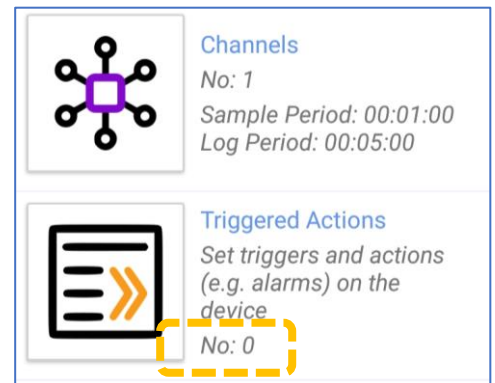 Channels
No: 1
Sample Period: 00:01:00
Log Period: 00:05:00
Triggered Actions
Set triggers and actions
(e.g. alarms) on the
device
No: 0